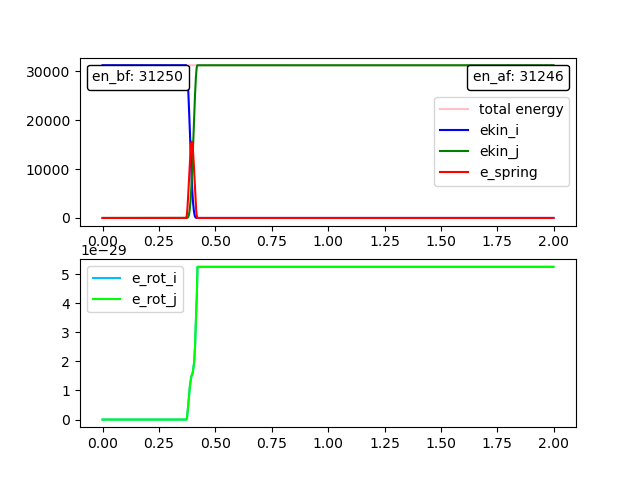 30000
20000
10000
0
en_bf: 31250
en_af: 31246
total energy
ekin_i
ekin_j
e_spring
0.00 0.25 0.50 0.75 1.00 1.25 1.50 1.75 2.00
1e−29
5
4
3
2
1
0
e_rot_i
e_rot_j
0.00 0.25 0.50 0.75 1.00 1.25 1.50 1.75 2.00